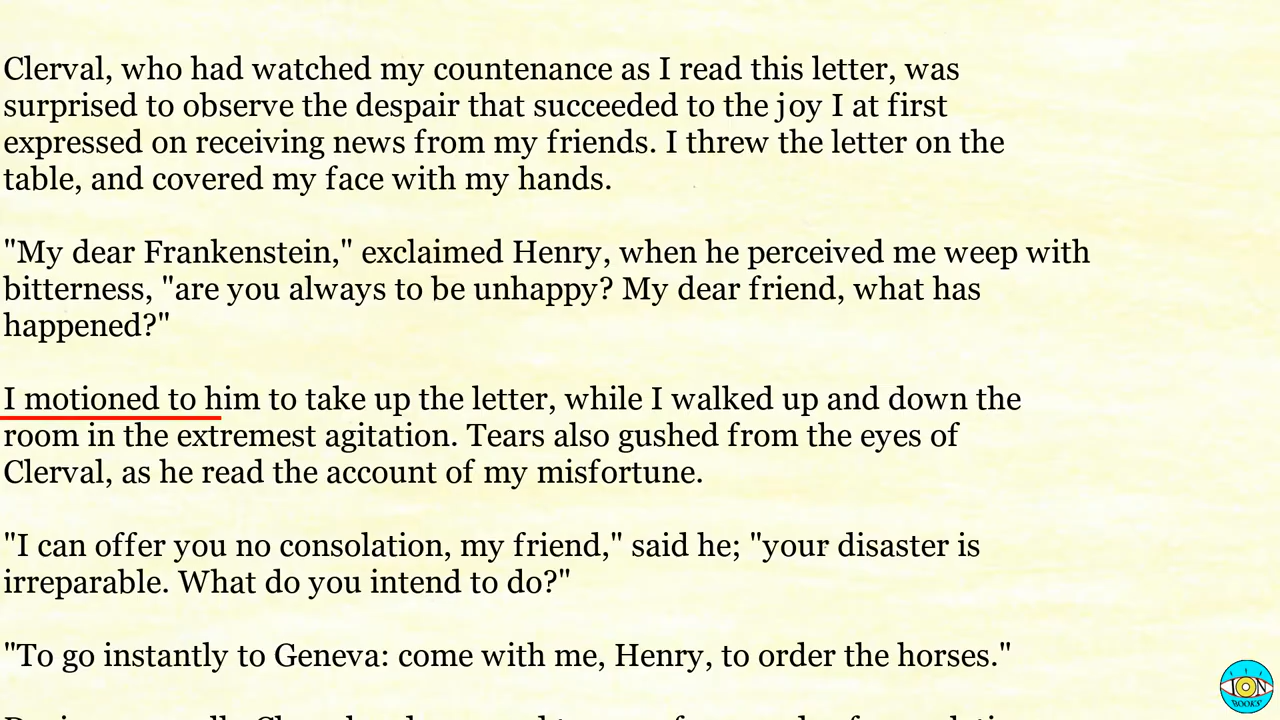 Clerval, who had watched my countenance as I read this letter, was
surprised to observe the despair that succeeded to the joy I at first
expressed on receiving news from my friends. I threw the letter on the
table, and covered my face with my hands.
"My dear Frankenstein," exclaimed Henry, when he perceived me weep with
bitterness, "are you always to be unhappy? My dear friend, what has
happened?"
I motioned to him to take up the letter, while I walked up and down the
room in the extremest agitation. Tears also gushed from the eyes of
Clerval, as he read the account of my misfortune.
"I can offer you no consolation, my friend," said he; "your disaster is
irreparable. What do you intend to do?"
"To go instantly to Geneva: come with me, Henry, to order the horses."
ION
BOOKS